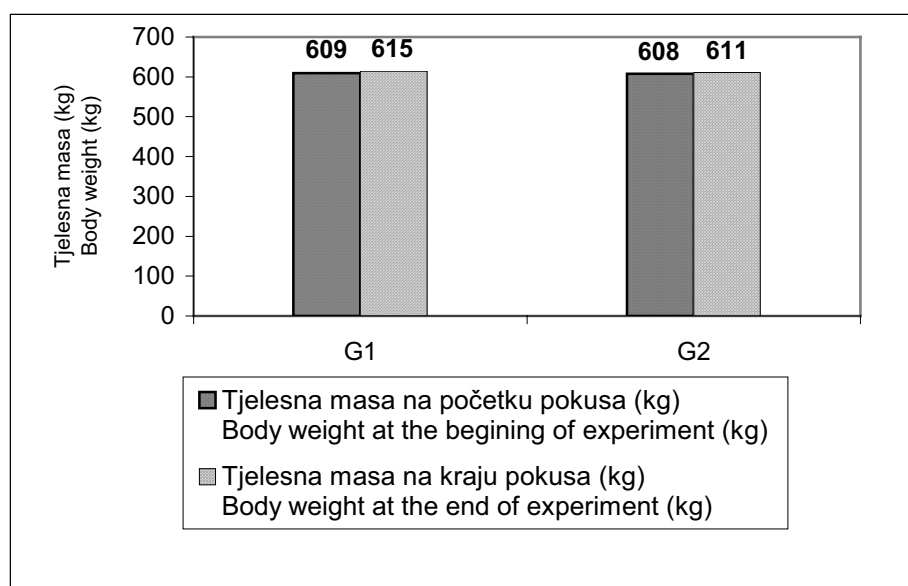 Tjelesna masa (kg)
Body weight (kg)
700
600
500
400
300
200
100
0
609 615
608 611
G1
G2
Tjelesna masa na početku pokusa (kg)
Body weight at the begining of experiment (kg)
Tjelesna masa na kraju pokusa (kg)
Body weight at the end of experiment (kg)